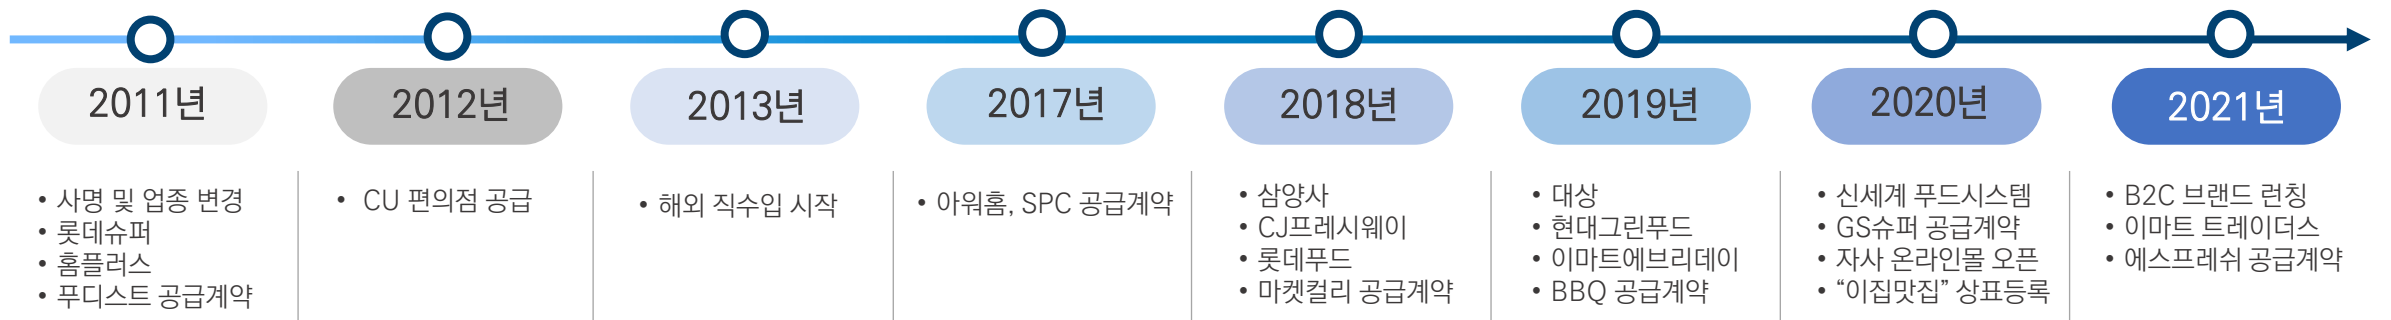 2011년
• 사명 및 업종 변경
• 롯데슈퍼
• 홈플러스
• 푸디스트 공급계약
2012년
• CU 편의점 공급
2013년
• 해외 직수입 시작
2017년
• 아워홈, SPC 공급계약
2018년
• 삼양사
• CJ프레시웨이
• 롯데푸드
• 마켓컬리 공급계약
2019년
• 대상
• 현대그린푸드
• 이마트에브리데이
• BBQ 공급계약
2020년
• 신세계 푸드시스템
• GS슈퍼 공급계약
• 자사 온라인몰 오픈
• “이집맛집” 상표등록
2021년
• B2C 브랜드 런칭
• 이마트 트레이더스
• 에스프레쉬 공급계약